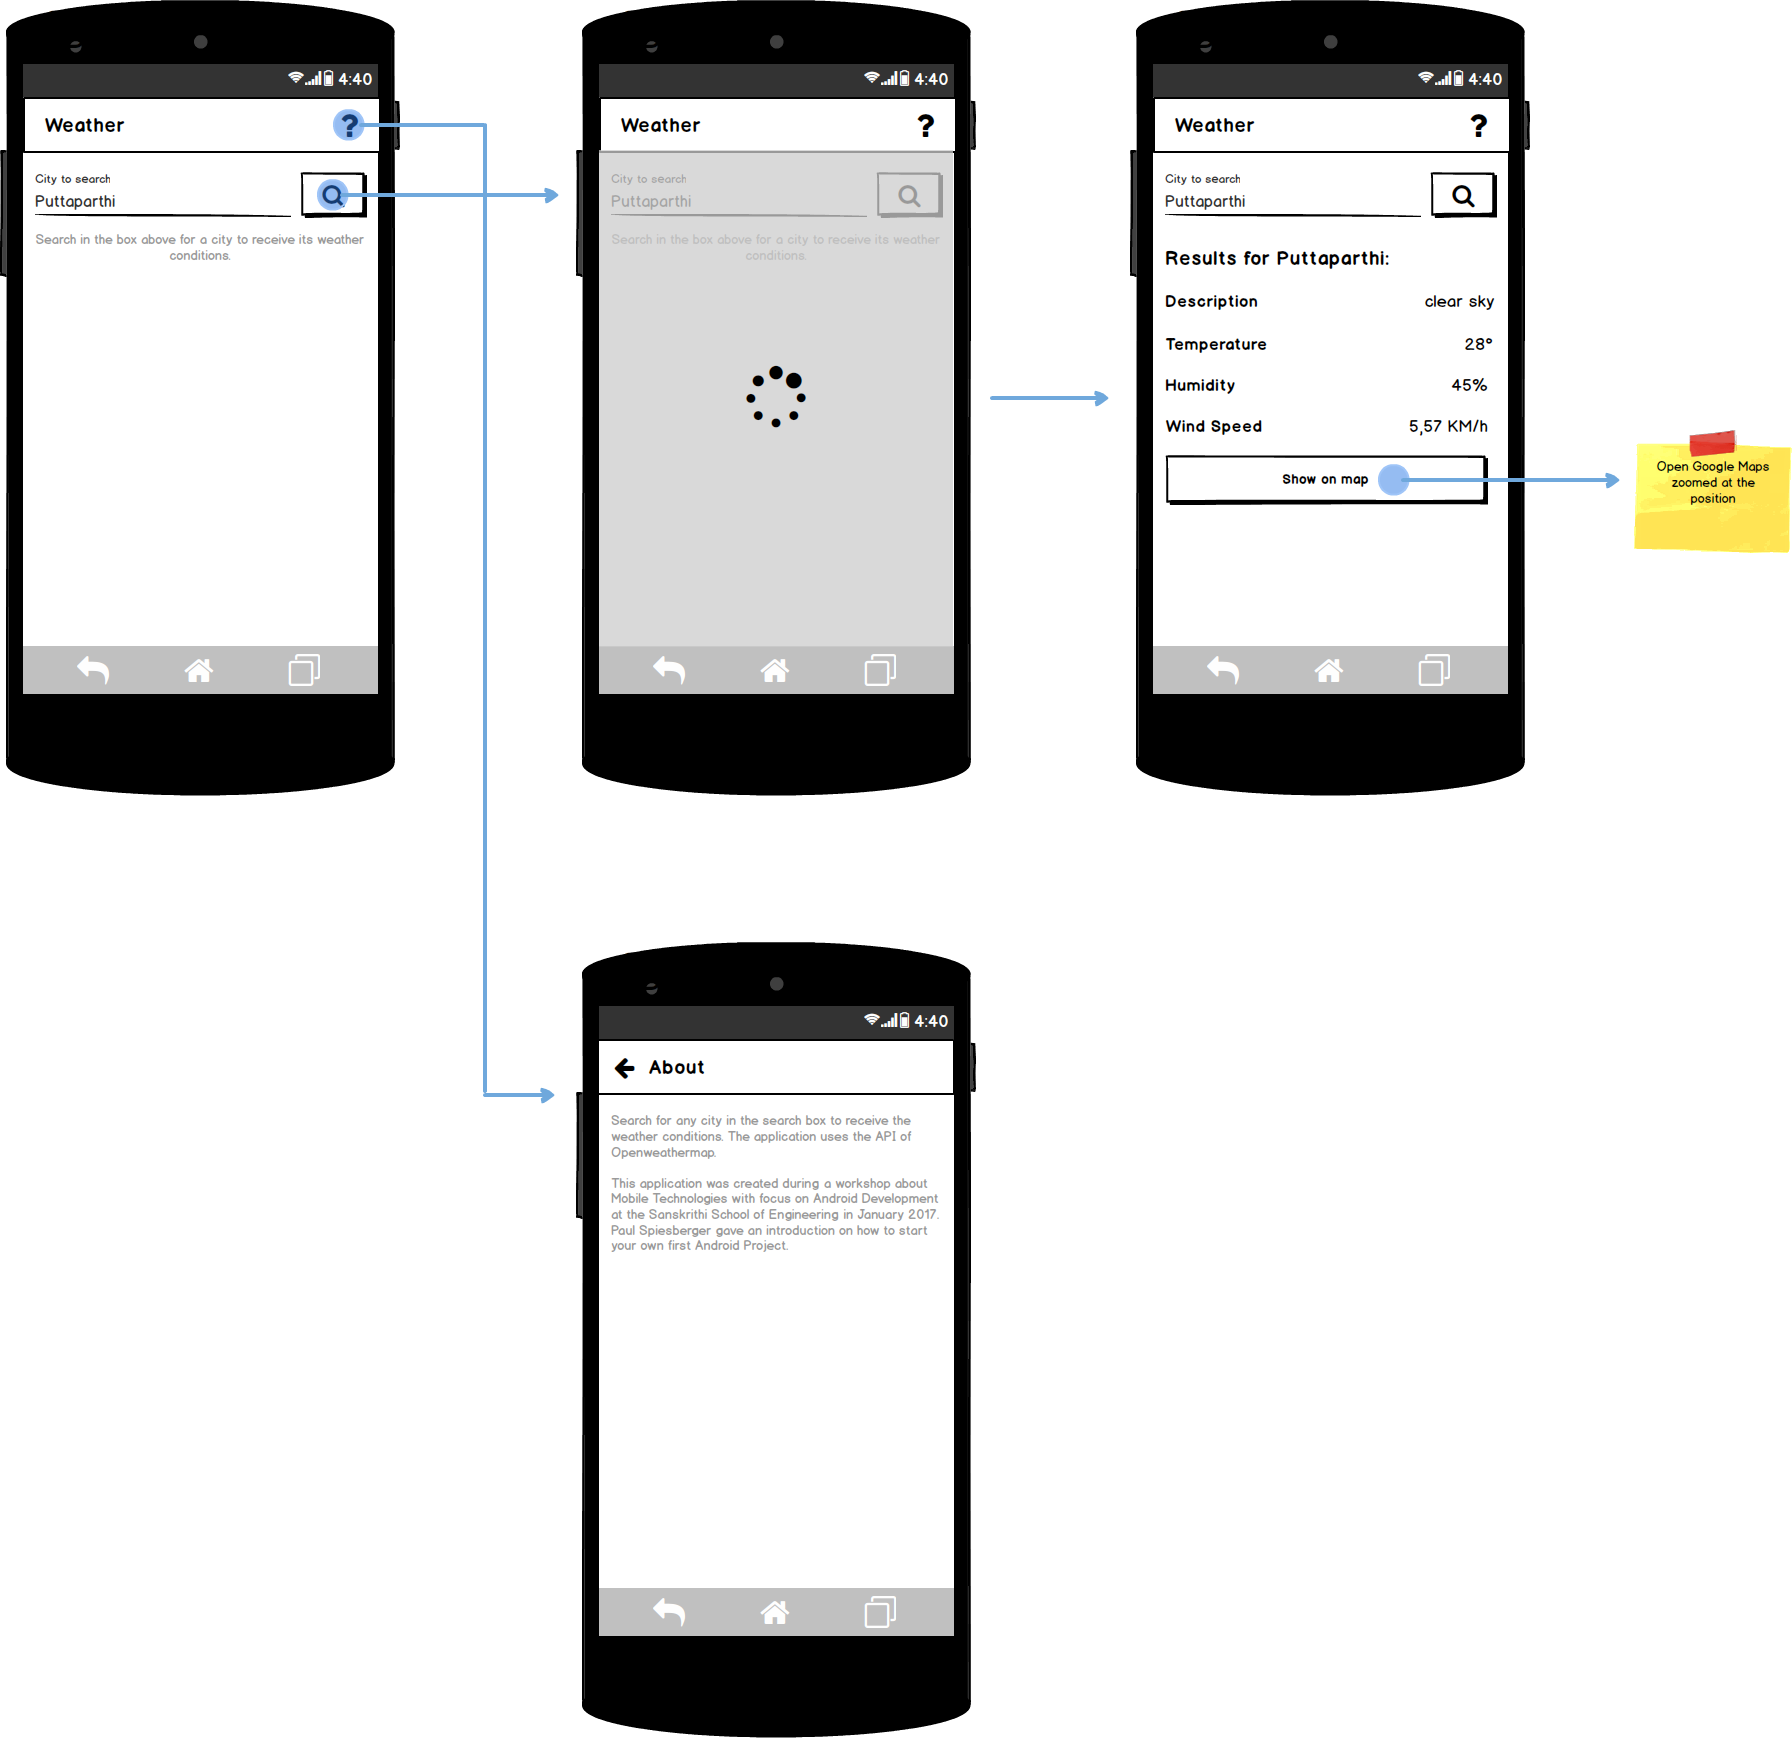 4:40
Weather
?
City to search
Puttaparthi
Search in the box above for a city to receive its weather
conditions.
4:40
Weather
?
City to search
Puttaparthi
Search in the box above for a city to receive its weather
conditions.
4:40
Weather
?
City to search
Puttaparthi
Results for Puttaparthi:
Description clear sky
Temperature 28°
Humidity 45%
Wind Speed 5,57 KM/h
Show on map
Open Google Maps
zoomed at the
position
4:40
About
Search for any city in the search box to receive the
weather conditions. The application uses the API of
Openweathermap.
This application was created during a workshop about
Mobile Technologies with focus on Android Development
at the Sanskrithi School of Engineering in January 2017.
Paul Spiesberger gave an introduction on how to start
your own first Android Project.